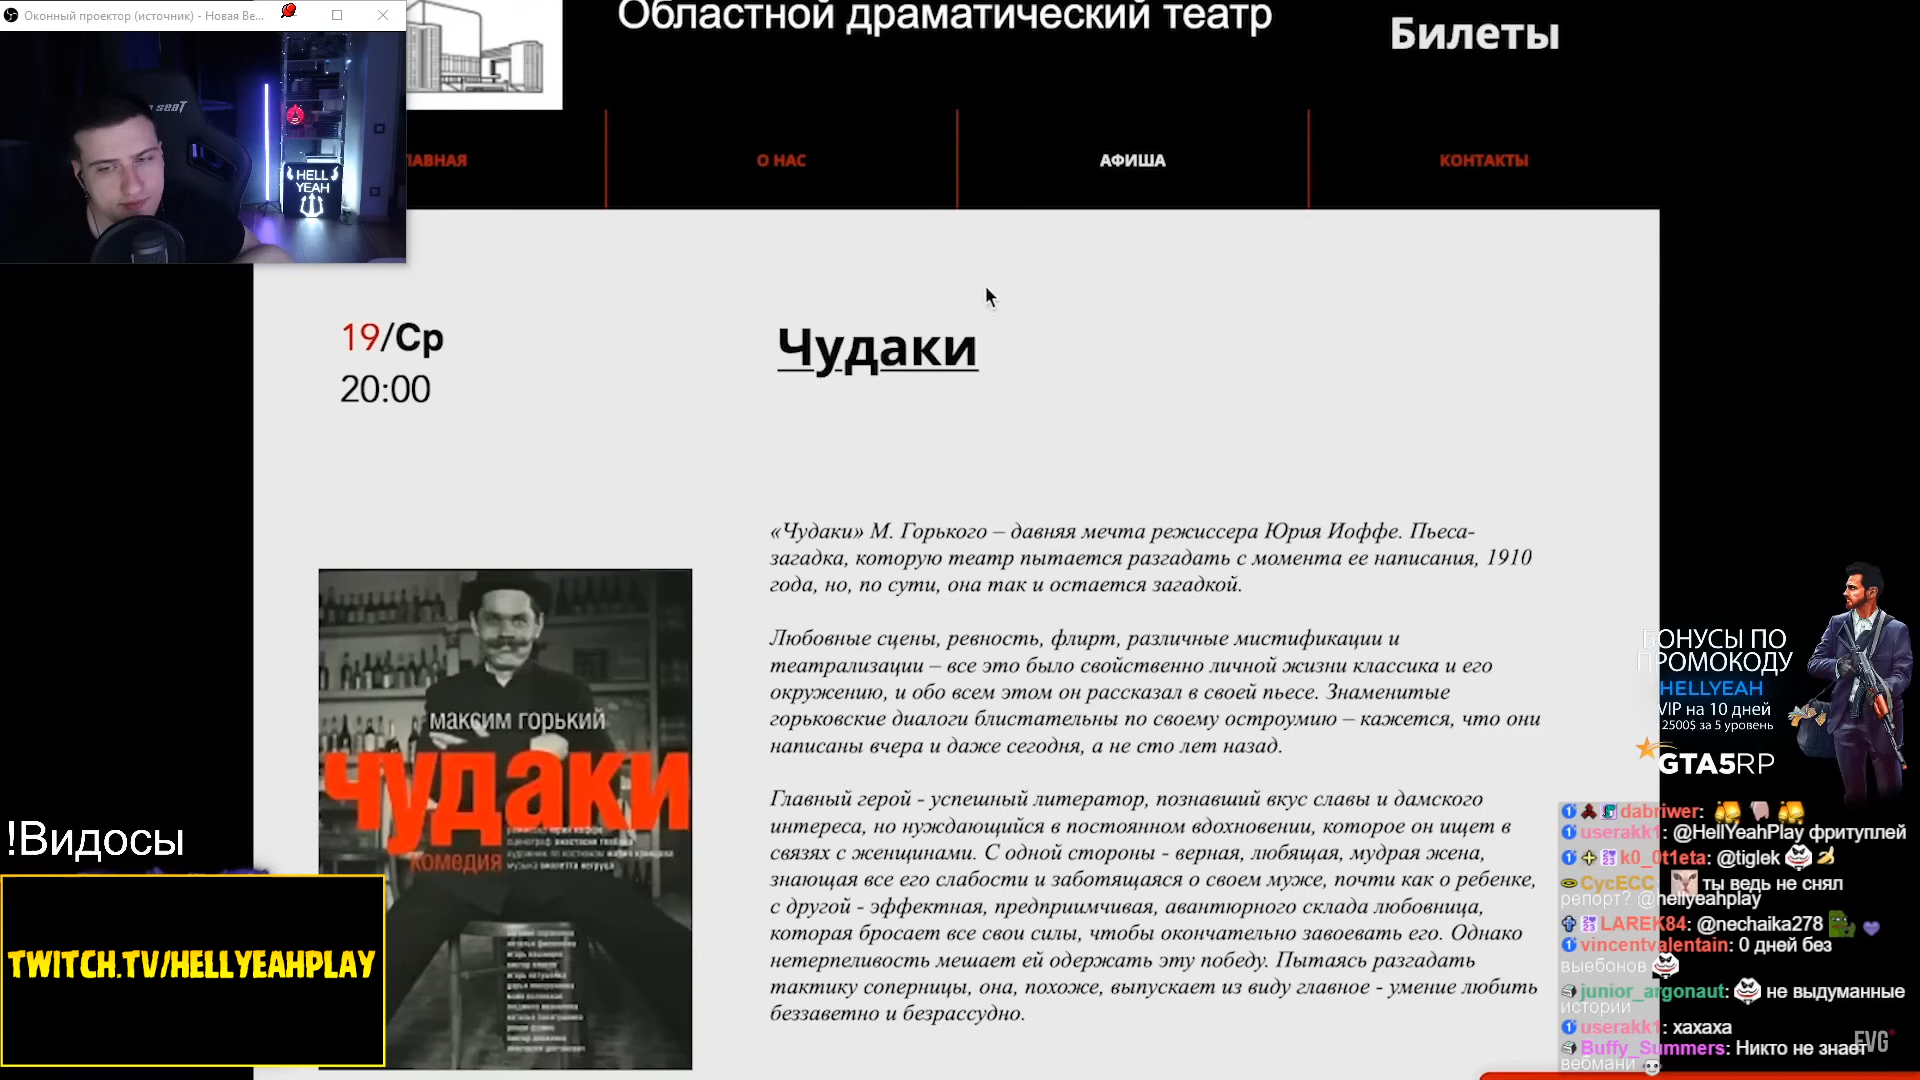 Оконный проектор (источник) - Новая Ве...
Областной драматический театр
Билеты
SEAT
HELL
YEAH
ЛАВНАЯ
О НАС
АФИША
КОНТАКТЫ
19/Ср
20:00
Чудаки
«Чудаки» М. Горького – давняя мечта режиссера Юрия Иоффе. Пьеса-
загадка, которую театр пытается разгадать с момента ее написания, 1910
года, но, по сути, она так и остается загадкой.
Любовные сцены, ревность, флирт, различные мистификации и
театрализации – все это было свойственно личной жизни классика и его
окружению, и обо всем этом он рассказал в своей пьесе. Знаменитые
горьковские диалоги блистательны по своему остроумию – кажется, что они
написаны вчера и даже сегодня, а не сто лет назад.
Главный герой - успешный литератор, познавший вкус славы и дамского
интереса, но нуждающийся в постоянном вдохновении, которое он ищет в
связях с женщинами. С одной стороны - верная, любящая, мудрая жена,
знающая все его слабости и заботящаяся о своем муже, почти как о ребенке,
с другой - эффектная, предприимчивая, авантюрного склада любовница,
которая бросает все свои силы, чтобы окончательно завоевать его. Однако
нетерпеливость мешает ей одержать эту победу. Пытаясь разгадать
тактику соперницы, она, похоже, выпускает из виду главное - умение любить
беззаветно и безрассудно.
максим горький
чудаки
комедия
!Видосы
TWITCH.TV/HELLYEAHPLAY
БОНУСЫ ПО
ПРОМОКОДУ
HELLYEAH
VIP на 10 дней
2500$ за 5 уровень
GTA5RP
dabriwer:
userakk1: @HellYeahPlay фритуплей
k0_0t1eta: @tiglek
CycECC: ты ведь не снял
репорт? @hellyeahplay
LAREK84: @nechaika278
vincentvalentain: 0 дней без
выебонов
junior_argonaut: не выдуманные
истории
userakk1: хахаха
Buffy_Summers: Никто не знает
вебмани
EVG